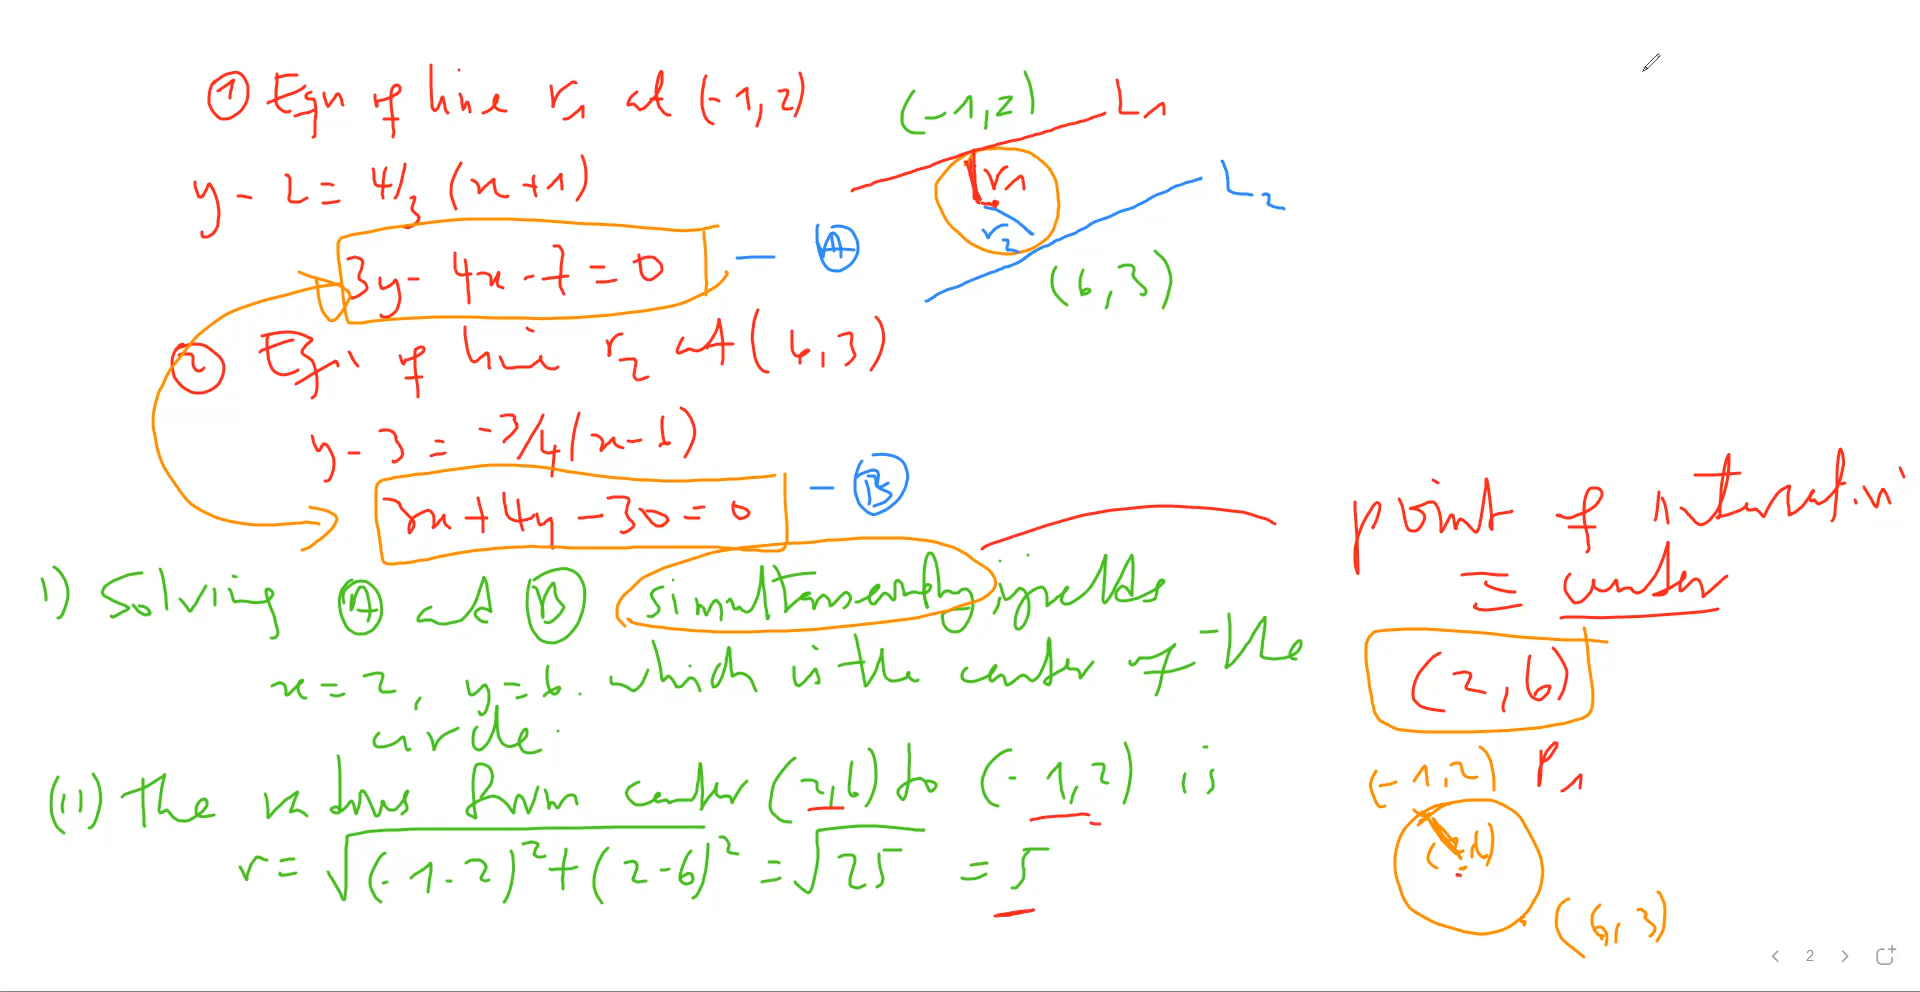 ① Eqn of line r₁ at (-1,2)
y - 2 = 4/3 (x+1)
3y - 4x - 7 = 0 — Ⓐ
② Eqn of line r₂ at (6,3)
y - 3 = -3/4 (x-6)
3x + 4y - 30 = 0 — Ⓑ
i) Solving Ⓐ and Ⓑ simultaneously yields
x = 2, y = 6. which is the center of the
circle.
(ii) the radius from center (2,6) to (-1,2) is
r = √(-1-2)² + (2-6)² = √25 = 5
(-1,2)
L₁
r₁
L₂
r₂
(6,3)
point of intersection
≡ center
(2,6)
(-1,2) P₁
(2,6)
(6,3)
2